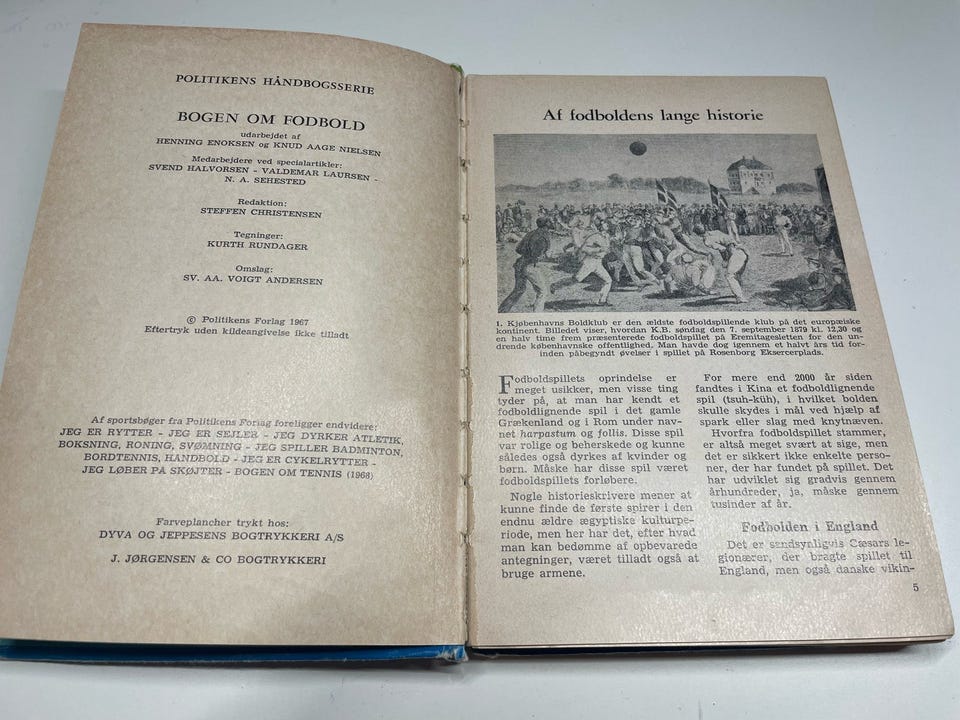 POLITIKENS HÅNDBOGSSERIE
BOGEN OM FODBOLD
udarbejdet af
HENNING ENOKSEN og KNUD AAGE NIELSEN
Medarbejdere ved specialartikler:
SVEND HALVORSEN - VALDEMAR LAURSEN -
N. A. SEHESTED
Redaktion:
STEFFEN CHRISTENSEN
Tegninger:
KURTH RUNDAGER
Omslag:
SV. AA. VOIGT ANDERSEN
© Politikens Forlag 1967
Eftertryk uden kildeangivelse ikke tilladt
Af sportsbøger fra Politikens Forlag foreligger endvidere:
JEG ER RYTTER - JEG ER SEJLER - JEG DYRKER ATLETIK,
BOKSNING, RONING, SVØMNING - JEG SPILLER BADMINTON,
BORDTENNIS, HANDBOLD - JEG ER CYKELRYTTER -
JEG LØBER PÅ SKØJTER - BOGEN OM TENNIS (1968)
Farveplancher trykt hos:
DYVA OG JEPPESENS BOGTRYKKERI A/S
J. JØRGENSEN & CO BOGTRYKKERI
Af fodboldens lange historie
1. Kjøbenhavns Boldklub er den ældste fodboldspillende klub på det europæiske
kontinent. Billedet viser, hvordan K.B. søndag den 7. september 1879 kl. 12,30 og
en halv time frem præsenterede fodboldspillet på Eremitagesletten for den un-
drende københavnske offentlighed. Man havde dog igennem et halvt års tid for-
inden påbegyndt øvelser i spillet på Rosenborg Eksercerplads.
Fodboldspillets oprindelse er
meget usikker, men visse ting
tyder på, at man har kendt et
fodboldlignende spil i det gamle
Grækenland og i Rom under nav-
net harpastum og follis. Disse spil
var rolige og beherskede og kunne
således også dyrkes af kvinder og
børn. Måske har disse spil været
fodboldspillets forløbere.
Nogle historieskrivere mener at
kunne finde de første spirer i den
endnu ældre ægyptiske kulturpe-
riode, men her har det, efter hvad
man kan bedømme af opbevarede
antegninger, været tilladt også at
bruge armene.
For mere end 2000 år siden
fandtes i Kina et fodboldlignende
spil (tsuh-küh), i hvilket bolden
skulle skydes i mål ved hjælp af
spark eller slag med knytnæven.
Hvorfra fodboldspillet stammer,
er altså meget svært at sige, men
det er sikkert ikke enkelte perso-
ner, der har fundet på spillet. Det
har udviklet sig gradvis gennem
århundreder, ja, måske gennem
tusinder af år.
Fodbolden i England
Det er sandsynligvis Cæsars le-
gionærer, der bragte spillet til
England, men også danske vikin-
5